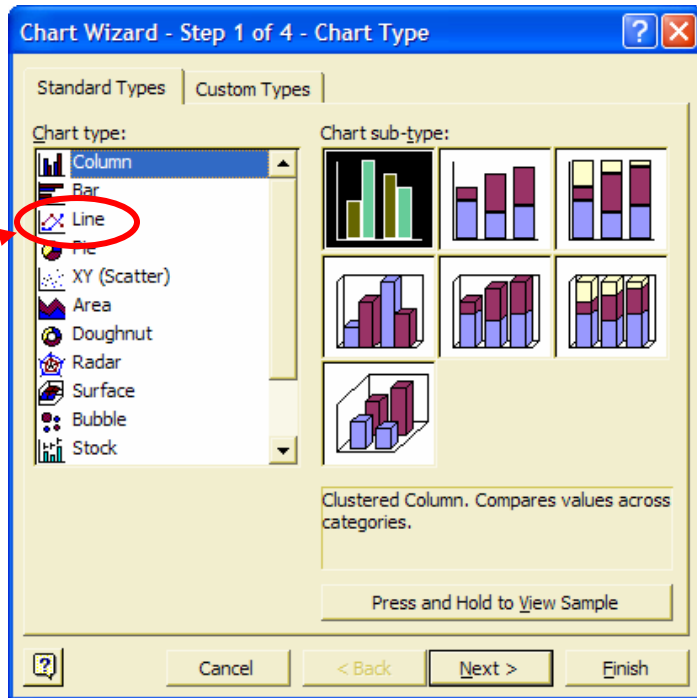 Chart Wizard - Step 1 of 4 - Chart Type
Standard Types
Custom Types
Chart type:
Column
Bar
Line
Pie
XY (Scatter)
Area
Doughnut
Radar
Surface
Bubble
Stock
Chart sub-type:
Clustered Column. Compares values across
categories.
Press and Hold to View Sample
Cancel
< Back
Next >
Finish